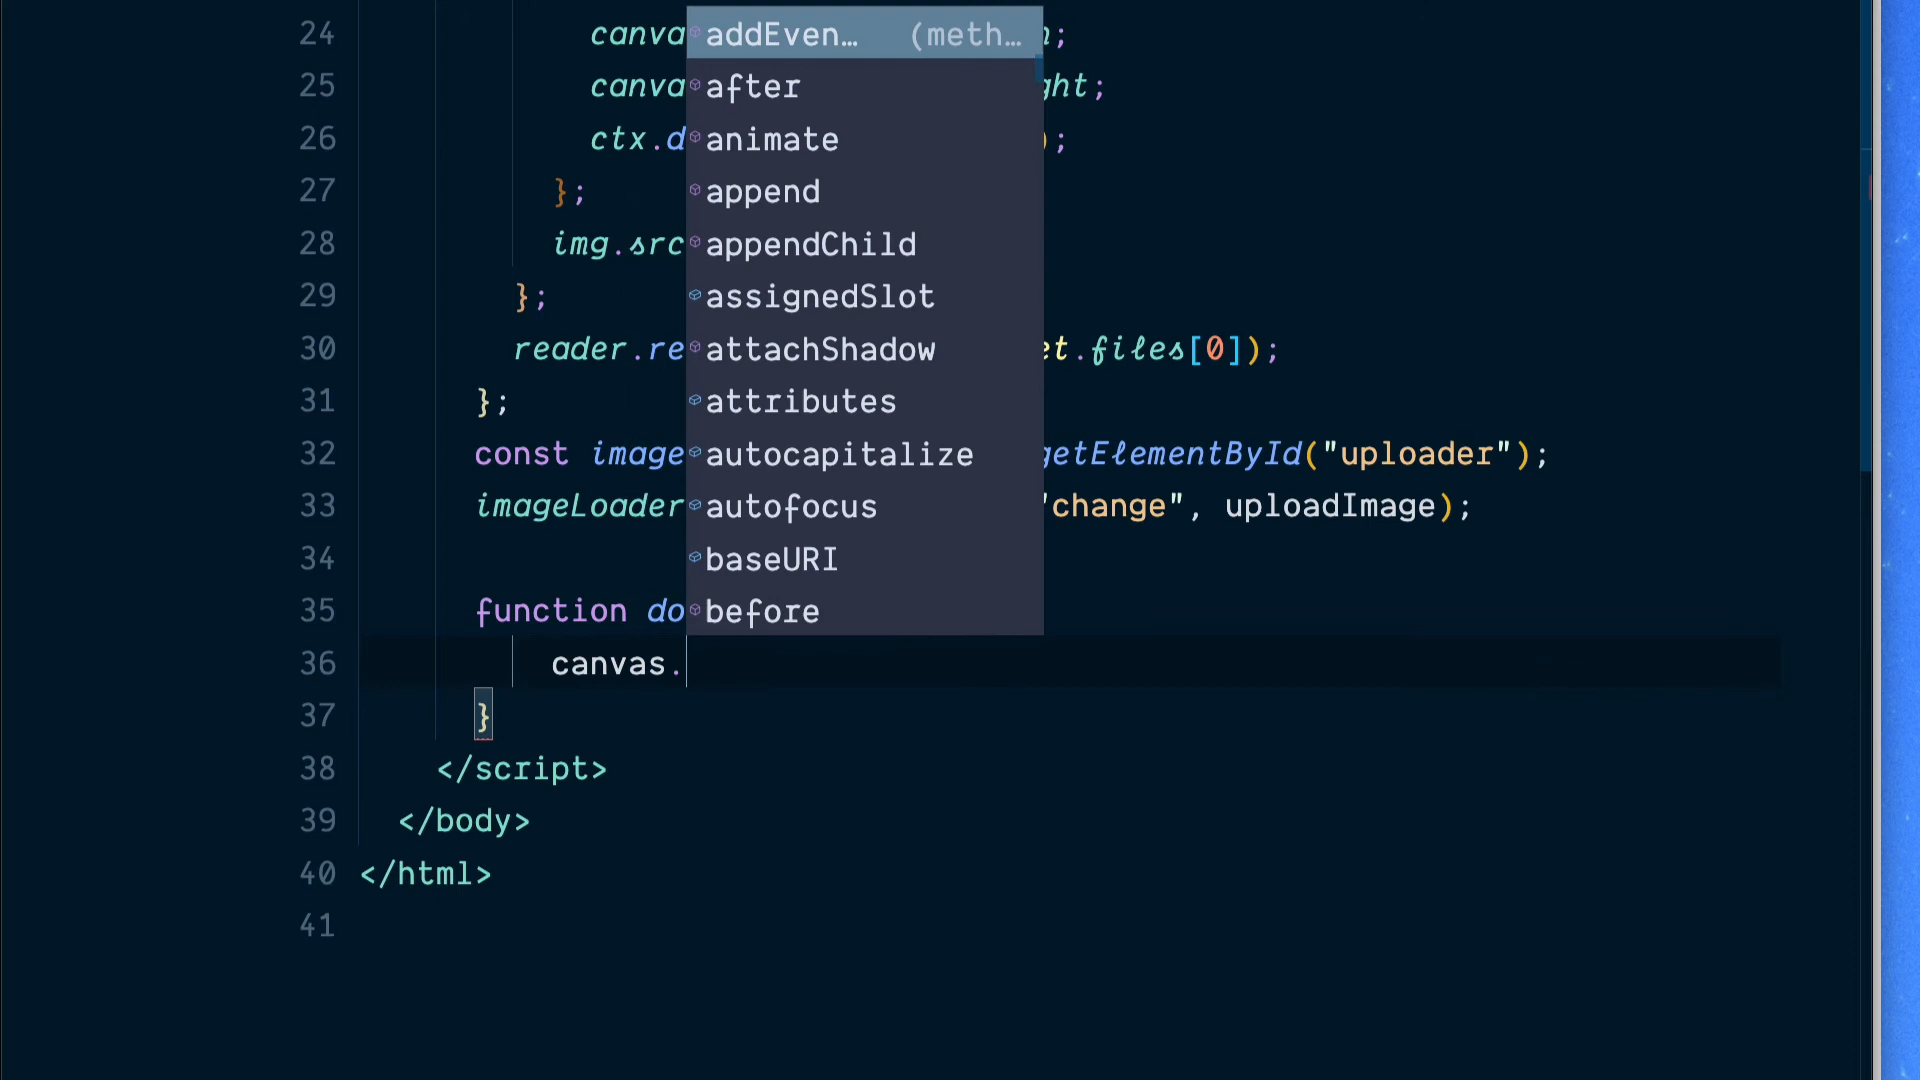 24 canva addEven… (meth… ;
25 canva after ght;
26 ctx.d animate );
27 }; append
28 img.src appendChild
29 }; assignedSlot
30 reader.re attachShadow et.files[0]);
31 }; attributes
32 const image autocapitalize getElementById("uploader");
33 imageLoader autofocus "change", uploadImage);
34 baseURI
35 function do before
36 canvas.
37 }
38 </script>
39 </body>
40 </html>
41